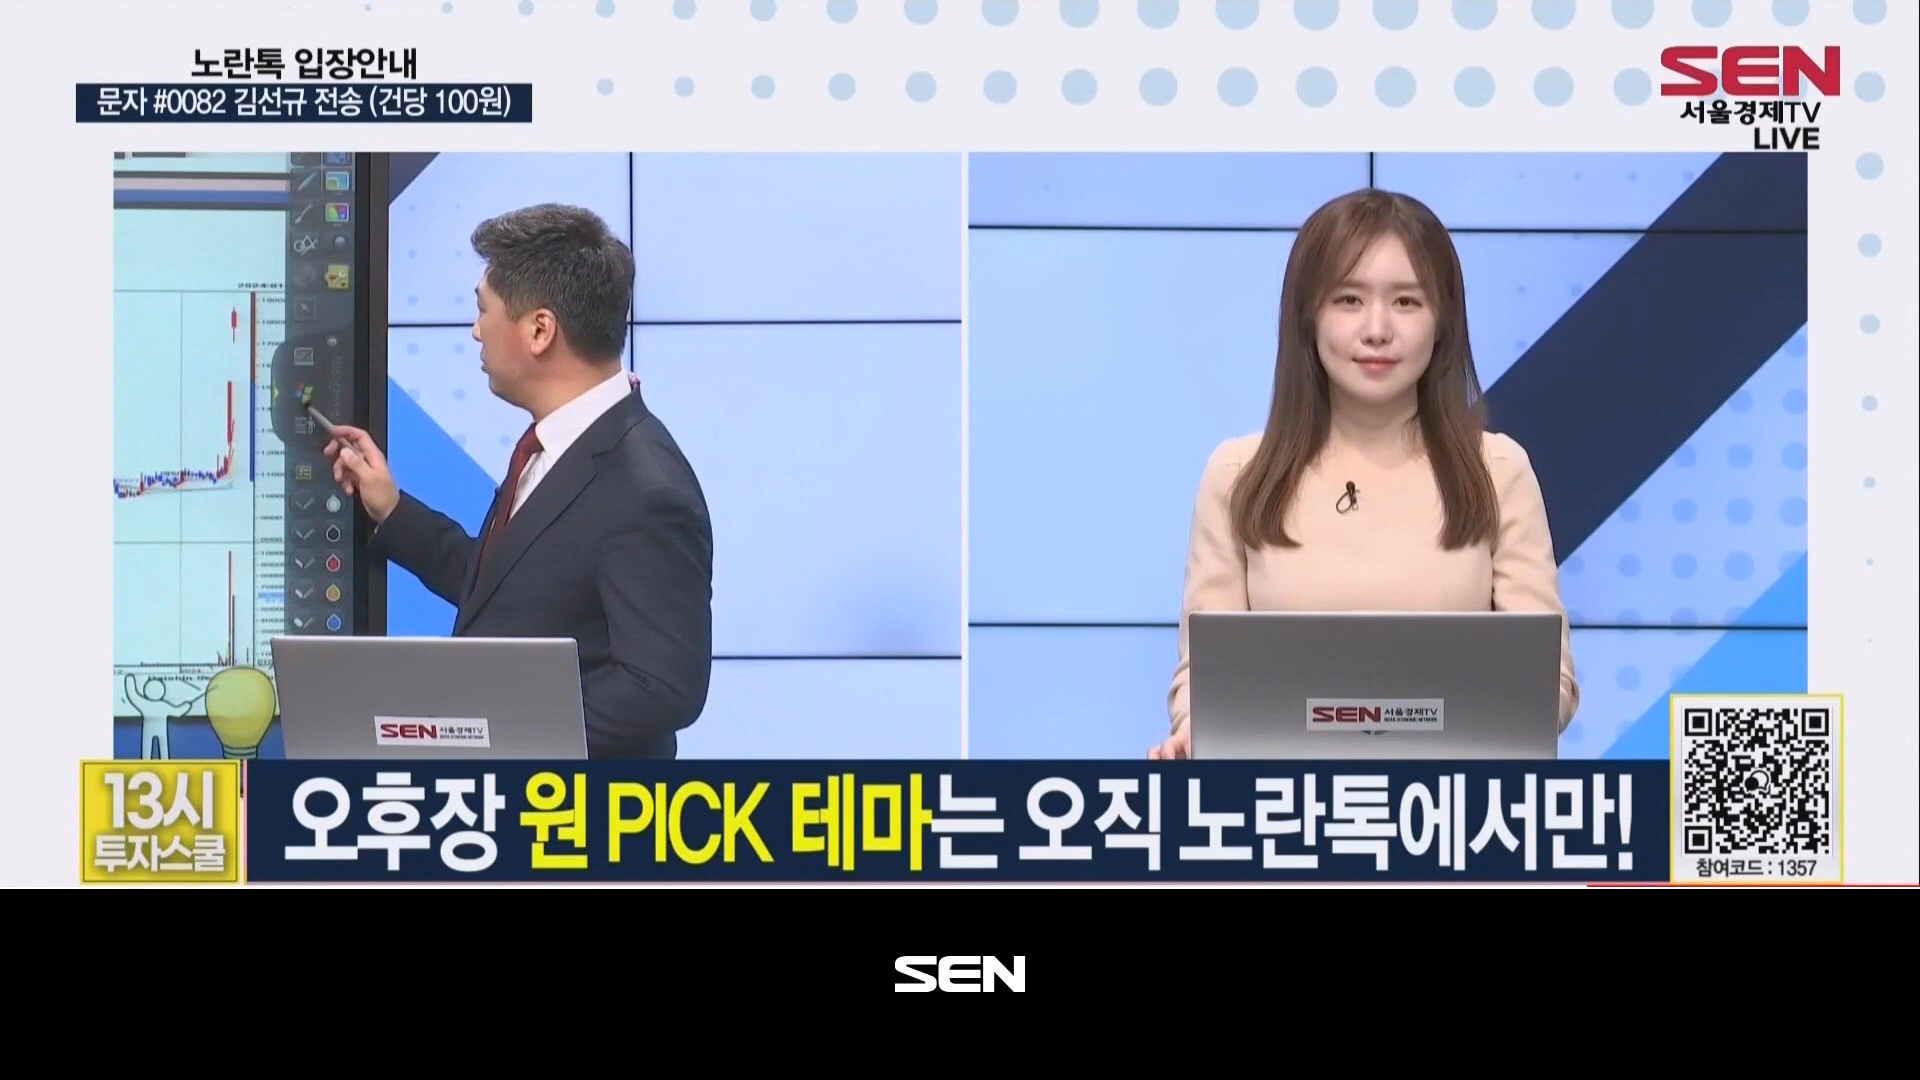 노란톡 입장안내
문자 #0082 김선규 전송 (건당 100원)
SEN
서울경제TV
LIVE
SEN 서울경제TV
SEN 서울경제TV
13시
투자스쿨
오후장 원 PICK 테마는 오직 노란톡에서만!
참여코드 : 1357
SEN